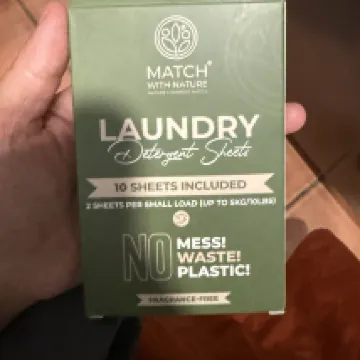 MATCH
WITH NATURE
LAUNDRY
Detergent Sheets
10 SHEETS INCLUDED
2 SHEETS PER SMALL LOAD (UP TO 5KG/10LBS)
NO MESS!
WASTE!
PLASTIC!
FRAGRANCE-FREE